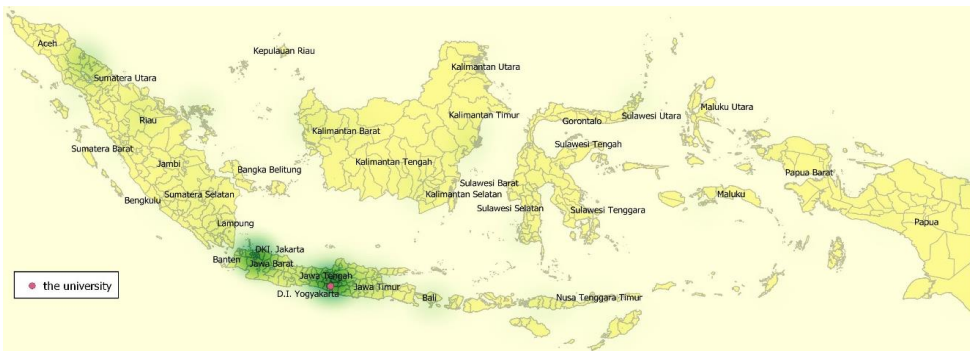 Aceh
Kepulauan Riau
Kalimantan Utara
Sumatera Utara
Maluku Utara
Riau
Kalimantan Timur
Sulawesi Utara
Gorontalo
Kalimantan Barat
Sumatera Barat
Sulawesi Tengah
Jambi
Kalimantan Tengah
Bangka Belitung
Papua Barat
Sulawesi Barat
Sumatera Selatan
Kalimantan Selatan
Maluku
Bengkulu
Sulawesi Selatan
Sulawesi Tenggara
Lampung
Papua
DKI. Jakarta
Banten
Jawa Barat
Jawa Tengah
the university
Jawa Timur
D.I. Yogyakarta
Bali
Nusa Tenggara Timur